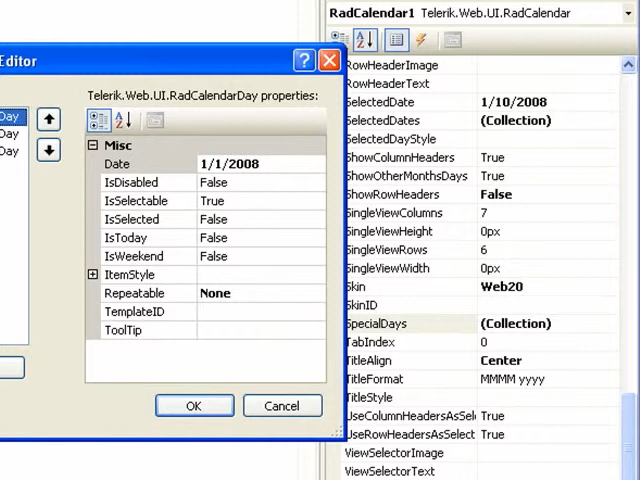 RadCalendar1 Telerik.Web.UI.RadCalendar
Editor
Telerik.Web.UI.RadCalendarDay properties:
Day
Day
Day
Misc
Date 1/1/2008
IsDisabled False
IsSelectable True
IsSelected False
IsToday False
IsWeekend False
ItemStyle
Repeatable None
TemplateID
ToolTip
OK Cancel
RowHeaderImage
RowHeaderText
SelectedDate 1/10/2008
SelectedDates (Collection)
SelectedDayStyle
ShowColumnHeaders True
ShowOtherMonthsDays True
ShowRowHeaders False
SingleViewColumns 7
SingleViewHeight 0px
SingleViewRows 6
SingleViewWidth 0px
Skin Web20
SkinID
SpecialDays (Collection)
TabIndex 0
TitleAlign Center
TitleFormat MMMM yyyy
TitleStyle
UseColumnHeadersAsSel True
UseRowHeadersAsSelect True
ViewSelectorImage
ViewSelectorText